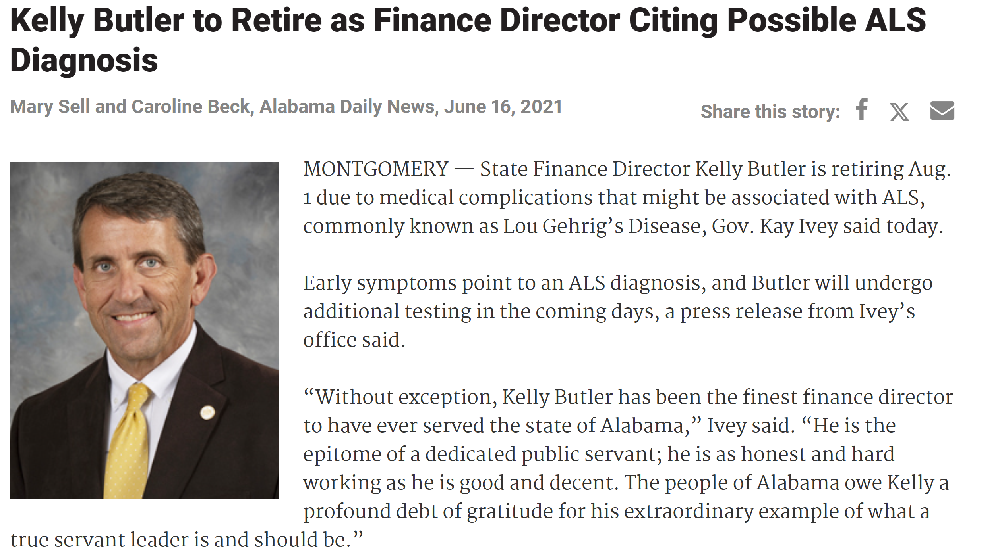 Kelly Butler to Retire as Finance Director Citing Possible ALS
Diagnosis
Mary Sell and Caroline Beck, Alabama Daily News, June 16, 2021
Share this story:
MONTGOMERY — State Finance Director Kelly Butler is retiring Aug.
1 due to medical complications that might be associated with ALS,
commonly known as Lou Gehrig’s Disease, Gov. Kay Ivey said today.
Early symptoms point to an ALS diagnosis, and Butler will undergo
additional testing in the coming days, a press release from Ivey’s
office said.
“Without exception, Kelly Butler has been the finest finance director
to have ever served the state of Alabama,” Ivey said. “He is the
epitome of a dedicated public servant; he is as honest and hard
working as he is good and decent. The people of Alabama owe Kelly a
profound debt of gratitude for his extraordinary example of what a
true servant leader is and should be.”